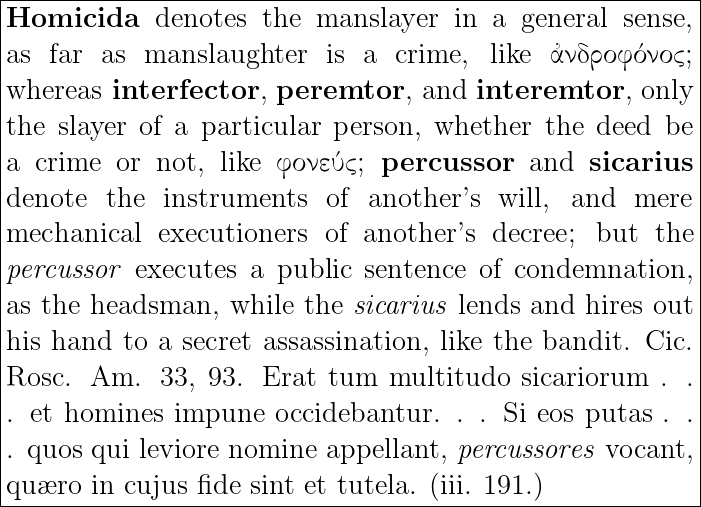 Homicida denotes the manslayer in a general sense,
as far as manslaughter is a crime, like ἀνδροφόνος;
whereas interfector, peremtor, and interemtor, only
the slayer of a particular person, whether the deed be
a crime or not, like φονεύς; percussor and sicarius
denote the instruments of another's will, and mere
mechanical executioners of another's decree; but the
percussor executes a public sentence of condemnation,
as the headsman, while the sicarius lends and hires out
his hand to a secret assassination, like the bandit. Cic.
Rosc. Am. 33, 93. Erat tum multitudo sicariorum . .
. et homines impune occidebantur. . . Si eos putas . .
. quos qui leviore nomine appellant, percussores vocant,
quæro in cujus fide sint et tutela. (iii. 191.)